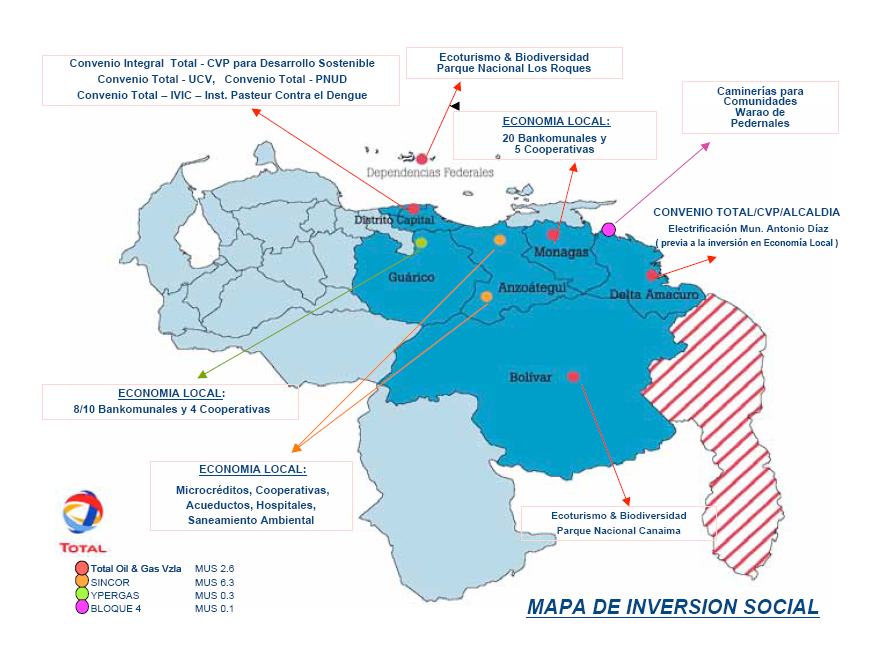 Convenio Integral Total - CVP para Desarrollo Sostenible
Convenio Total - UCV, Convenio Total - PNUD
Convenio Total – IVIC – Inst. Pasteur Contra el Dengue
Ecoturismo & Biodiversidad
Parque Nacional Los Roques
ECONOMIA LOCAL:
20 Bankomunales y
5 Cooperativas
Caminerías para
Comunidades
Warao de
Pedernales
Dependencias Federales
CONVENIO TOTAL/CVP/ALCALDIA
Electrificación Mun. Antonio Díaz
( previa a la inversión en Economía Local )
Distrito Capital
Monagas
Guárico
Anzoátegui
Delta Amacuro
Bolívar
ECONOMIA LOCAL:
8/10 Bankomunales y 4 Cooperativas
ECONOMIA LOCAL:
Microcréditos, Cooperativas,
Acueductos, Hospitales,
Saneamiento Ambiental
Ecoturismo & Biodiversidad
Parque Nacional Canaima
TOTAL
Total Oil & Gas Vzla MUS 2.6
SINCOR MUS 6.3
YPERGAS MUS 0.3
BLOQUE 4 MUS 0.1
MAPA DE INVERSION SOCIAL